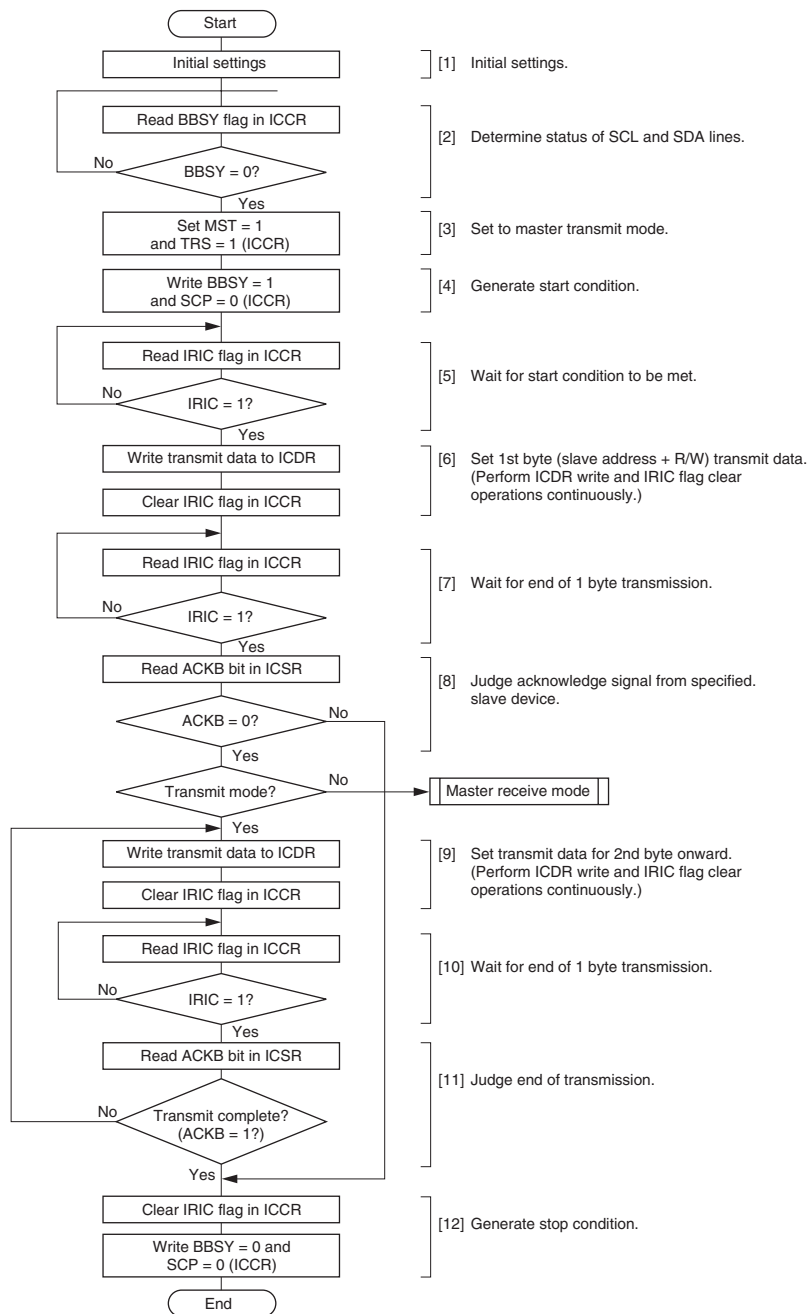 Start
Initial settings
[1] Initial settings.
Read BBSY flag in ICCR
[2] Determine status of SCL and SDA lines.
No
BBSY = 0?
Yes
Set MST = 1
and TRS = 1 (ICCR)
[3] Set to master transmit mode.
Write BBSY = 1
and SCP = 0 (ICCR)
[4] Generate start condition.
Read IRIC flag in ICCR
[5] Wait for start condition to be met.
No
IRIC = 1?
Yes
Write transmit data to ICDR
[6] Set 1st byte (slave address + R/W) transmit data.
(Perform ICDR write and IRIC flag clear
operations continuously.)
Clear IRIC flag in ICCR
Read IRIC flag in ICCR
[7] Wait for end of 1 byte transmission.
No
IRIC = 1?
Yes
Read ACKB bit in ICSR
[8] Judge acknowledge signal from specified.
slave device.
ACKB = 0?
No
Yes
Transmit mode?
No
Master receive mode
Yes
Write transmit data to ICDR
[9] Set transmit data for 2nd byte onward.
(Perform ICDR write and IRIC flag clear
operations continuously.)
Clear IRIC flag in ICCR
Read IRIC flag in ICCR
[10] Wait for end of 1 byte transmission.
No
IRIC = 1?
Yes
Read ACKB bit in ICSR
[11] Judge end of transmission.
No
Transmit complete?
(ACKB = 1?)
Yes
Clear IRIC flag in ICCR
[12] Generate stop condition.
Write BBSY = 0 and
SCP = 0 (ICCR)
End